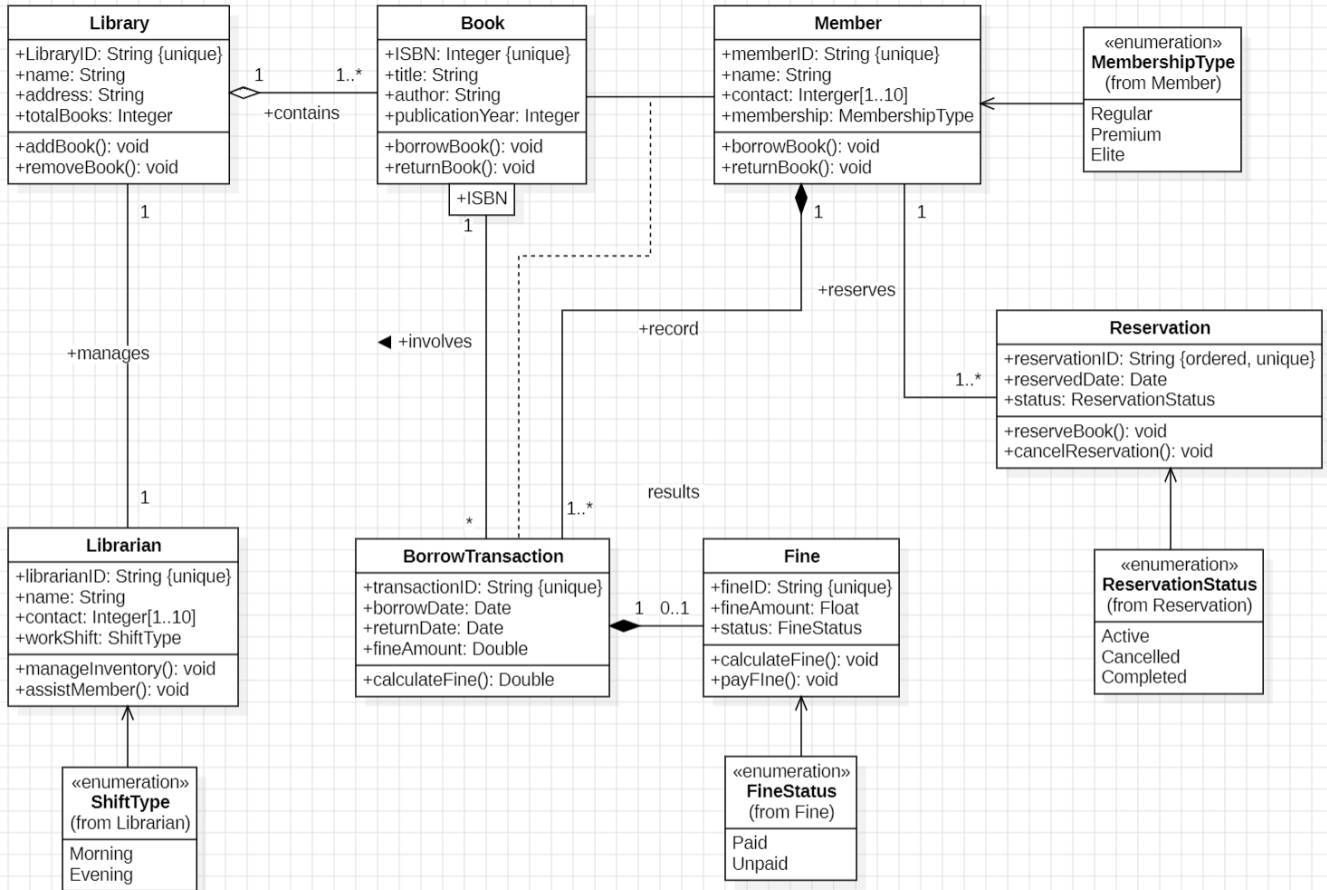 Library
+LibraryID: String {unique}
+name: String
+address: String
+totalBooks: Integer
+addBook(): void
+removeBook(): void
1
1..*
+contains
Book
+ISBN: Integer {unique}
+title: String
+author: String
+publicationYear: Integer
+borrowBook(): void
+returnBook(): void
+ISBN
1
Member
+memberID: String {unique}
+name: String
+contact: Interger[1..10]
+membership: MembershipType
+borrowBook(): void
+returnBook(): void
1
1
«enumeration»
MembershipType
(from Member)
Regular
Premium
Elite
1
+manages
1
◀ +involves
*
+record
1..*
+reserves
1..*
results
Reservation
+reservationID: String {ordered, unique}
+reservedDate: Date
+status: ReservationStatus
+reserveBook(): void
+cancelReservation(): void
Librarian
+librarianID: String {unique}
+name: String
+contact: Integer[1..10]
+workShift: ShiftType
+manageInventory(): void
+assistMember(): void
BorrowTransaction
+transactionID: String {unique}
+borrowDate: Date
+returnDate: Date
+fineAmount: Double
+calculateFine(): Double
1
0..1
Fine
+fineID: String {unique}
+fineAmount: Float
+status: FineStatus
+calculateFine(): void
+payFIne(): void
«enumeration»
ReservationStatus
(from Reservation)
Active
Cancelled
Completed
«enumeration»
ShiftType
(from Librarian)
Morning
Evening
«enumeration»
FineStatus
(from Fine)
Paid
Unpaid